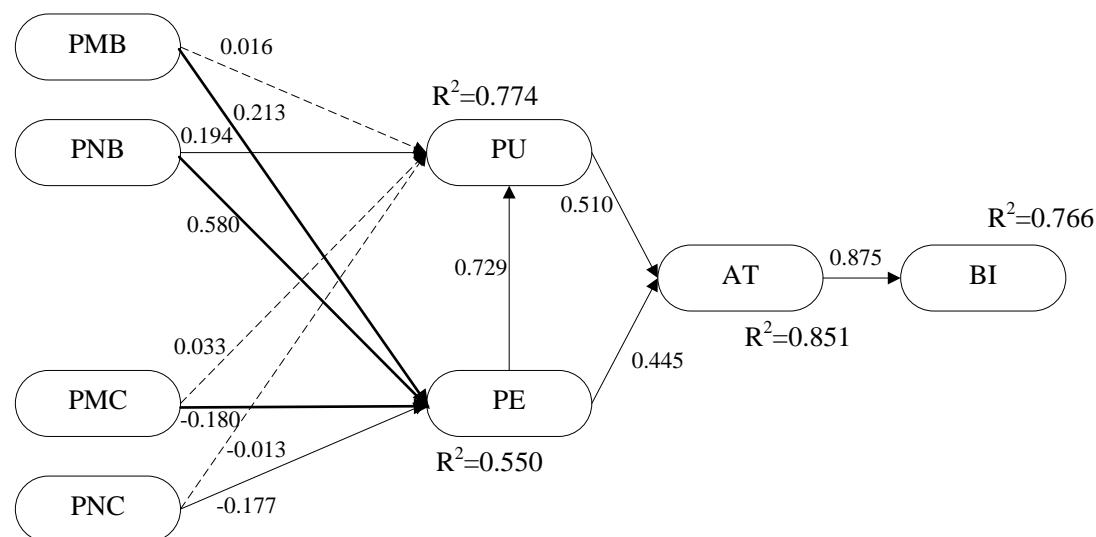 PMB
0.016
R²=0.774
0.213
PNB
0.194
PU
0.510
0.580
R²=0.766
0.729
AT
0.875
BI
0.033
R²=0.851
0.445
PMC
-0.180
PE
-0.013
R²=0.550
PNC
-0.177